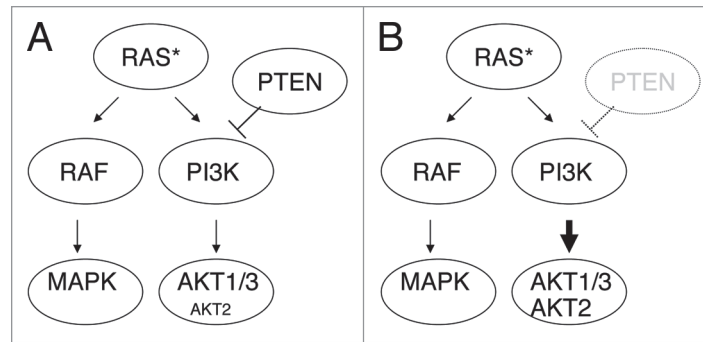 A
RAS*
PTEN
RAF
PI3K
MAPK
AKT1/3
AKT2
B
RAS*
PTEN
RAF
PI3K
MAPK
AKT1/3
AKT2